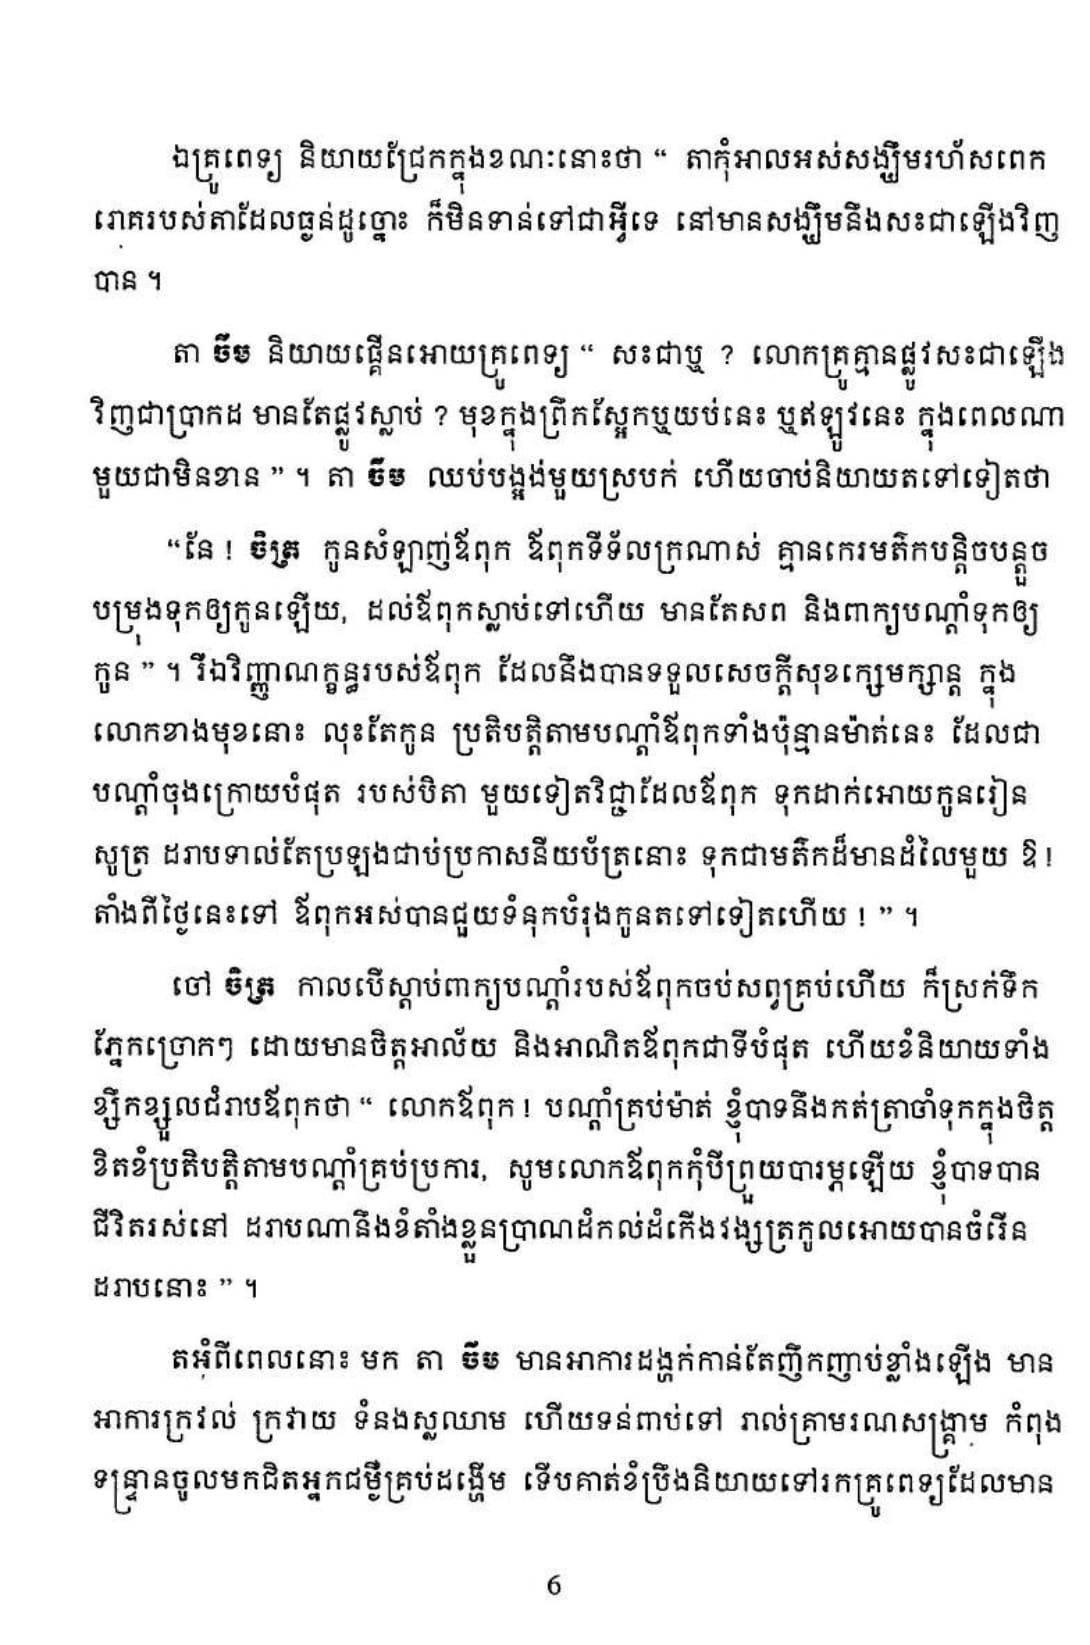 ឯគ្រូពេទ្យ និយាយជ្រែកក្នុងខណៈនោះថា “ តាកុំអាលអស់សង្ឃឹមរហ័សពេក
រោគរបស់តាដែលធ្ងន់ដូច្នោះ ក៏មិនទាន់ទៅជាអ្វីទេ នៅមានសង្ឃឹមនឹងសះជាឡើងវិញ
បាន ។
តា ចឹម និយាយផ្គើនអោយគ្រូពេទ្យ “ សះជាឬ ? លោកគ្រូគ្មានផ្លូវសះជាឡើង
វិញជាប្រាកដ មានតែផ្លូវស្លាប់ ? មុខក្នុងព្រឹកស្អែកឬយប់នេះ ឬឥឡូវនេះ ក្នុងពេលណា
មួយជាមិនខាន ” ។ តា ចឹម ឈប់បង្អង់មួយស្របក់ ហើយចាប់និយាយតទៅទៀតថា
“នែ ! ចិត្រ កូនសំឡាញ់ឪពុក ឪពុកទីទ័លក្រណាស់ គ្មានកេរមត៌កបន្តិចបន្តួច
បម្រុងទុកឲ្យកូនឡើយ, ដល់ឪពុកស្លាប់ទៅហើយ មានតែសព និងពាក្យបណ្ដាំទុកឲ្យ
កូន ” ។ រីឯវិញ្ញាណក្ខន្ធរបស់ឪពុក ដែលនឹងបានទទួលសេចក្ដីសុខក្សេមក្សាន្ត ក្នុង
លោកខាងមុខនោះ លុះតែកូន ប្រតិបត្តិតាមបណ្ដាំឪពុកទាំងប៉ុន្មានម៉ាត់នេះ ដែលជា
បណ្ដាំចុងក្រោយបំផុត របស់បិតា មួយទៀតវិជ្ជាដែលឪពុក ទុកដាក់អោយកូនរៀន
សូត្រ ដរាបទាល់តែប្រឡងជាប់ប្រកាសនីយប័ត្រនោះ ទុកជាមត៌កដ៏មានដំលៃមួយ ឱ !
តាំងពីថ្ងៃនេះទៅ ឪពុកអស់បានជួយទំនុកបំរុងកូនតទៅទៀតហើយ ! ” ។
ចៅ ចិត្រ កាលបើស្ដាប់ពាក្យបណ្ដាំរបស់ឪពុកចប់សព្វគ្រប់ហើយ ក៏ស្រក់ទឹក
ភ្នែកច្រោកៗ ដោយមានចិត្តអាល័យ និងអាណិតឪពុកជាទីបំផុត ហើយខំនិយាយទាំង
ខ្សឹកខ្សួលជំរាបឪពុកថា “ លោកឪពុក ! បណ្ដាំគ្រប់ម៉ាត់ ខ្ញុំបាទនឹងកត់ត្រាចាំទុកក្នុងចិត្ត
ខិតខំប្រតិបត្តិតាមបណ្ដាំគ្រប់ប្រការ, សូមលោកឪពុកកុំបីព្រួយបារម្ភឡើយ ខ្ញុំបាទបាន
ជីវិតរស់នៅ ដរាបណានឹងខំតាំងខ្លួនប្រាណដំកល់ដំកើងវង្សត្រកូលអោយបានចំរើន
ដរាបនោះ ” ។
តអំពីពេលនោះ មក តា ចឹម មានអាការដង្ហក់កាន់តែញឹកញាប់ខ្លាំងឡើង មាន
អាការក្រវល់ ក្រវាយ ទំនងស្លឈាម ហើយទន់ពាប់ទៅ រាល់គ្រាមរណសង្គ្រាម កំពុង
ទន្ទ្រានចូលមកជិតអ្នកជម្ងឺគ្រប់ដង្ហើម ទើបគាត់ខំប្រឹងនិយាយទៅរកគ្រូពេទ្យដែលមាន
6